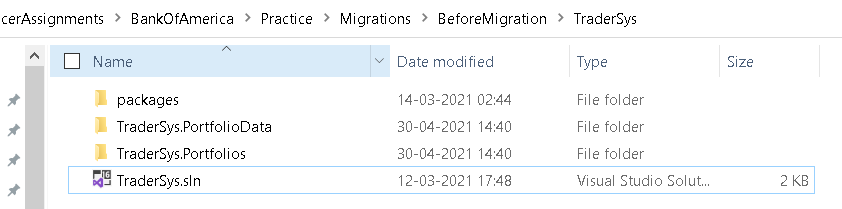 cerAssignments > BankOfAmerica > Practice > Migrations > BeforeMigration > TraderSys
Name Date modified Type Size
packages 14-03-2021 02:44 File folder
TraderSys.PortfolioData 30-04-2021 14:40 File folder
TraderSys.Portfolios 30-04-2021 14:40 File folder
TraderSys.sln 12-03-2021 17:48 Visual Studio Solut... 2 KB